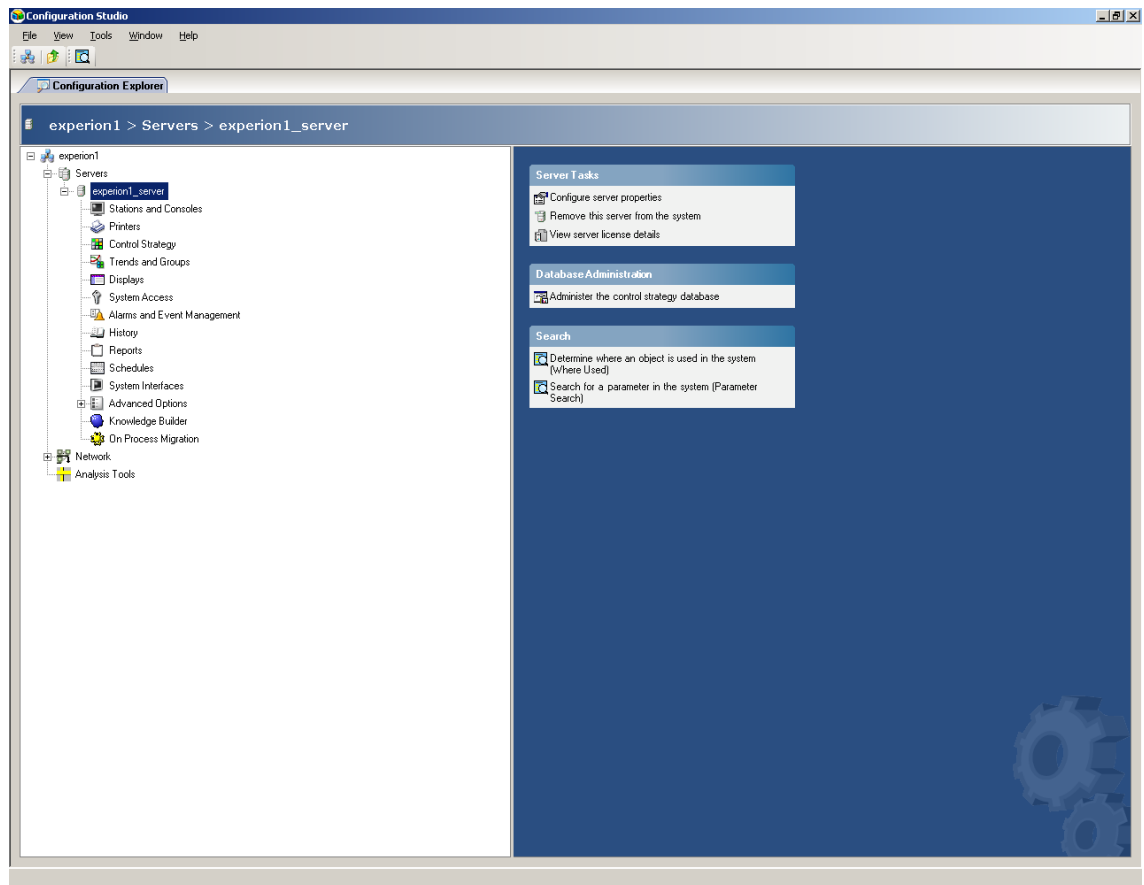 Configuration Studio
File View Tools Window Help
Configuration Explorer
experion1 > Servers > experion1_server
experion1
Servers
experion1_server
Stations and Consoles
Printers
Control Strategy
Trends and Groups
Displays
System Access
Alarms and Event Management
History
Reports
Schedules
System Interfaces
Advanced Options
Knowledge Builder
On Process Migration
Network
Analysis Tools
Server Tasks
Configure server properties
Remove this server from the system
View server license details
Database Administration
Administer the control strategy database
Search
Determine where an object is used in the system
(Where Used)
Search for a parameter in the system (Parameter
Search)